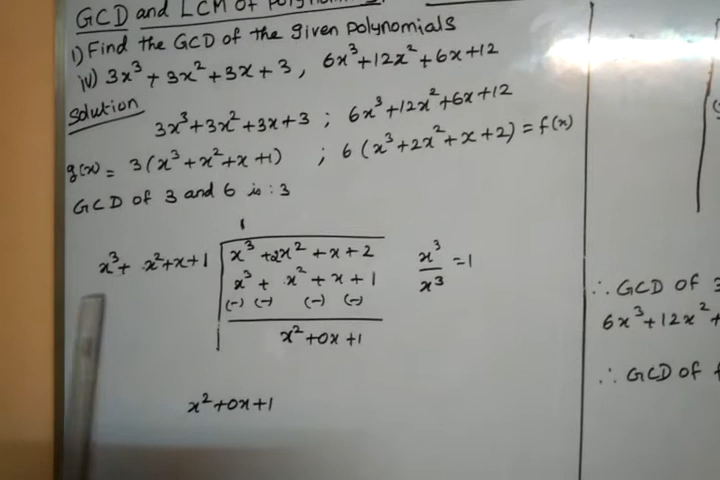 GCD and LCM of
1) Find the GCD of the given polynomials
iv) 3x³ + 3x² + 3x + 3 , 6x³+12x²+6x+12
Solution
3x³+3x²+3x+3 ; 6x³+12x²+6x+12
g(x) = 3(x³+x²+x+1) ; 6(x³+2x²+x+2) = f(x)
GCD of 3 and 6 is : 3
1
x³+ x²+x+1 | x³+2x²+x+2
x³ + x² + x + 1
(-) (-) (-) (-)
x²+0x+1
x³/x³ = 1
x²+0x+1
∴ GCD of 3
6x³+12x²+
∴ GCD of